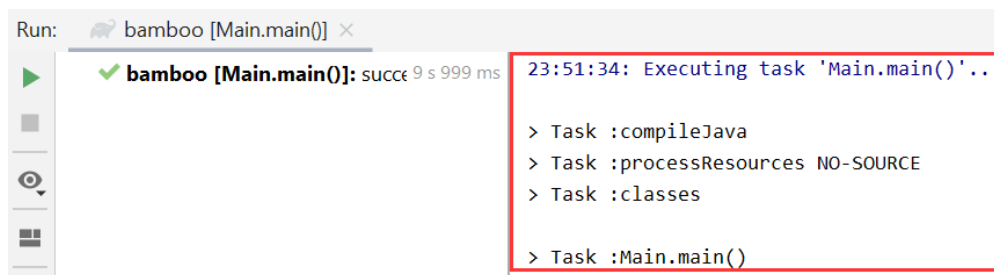 Run: bamboo [Main.main()] ×
bamboo [Main.main()]: succe 9 s 999 ms
23:51:34: Executing task 'Main.main()'..
> Task :compileJava
> Task :processResources NO-SOURCE
> Task :classes
> Task :Main.main()